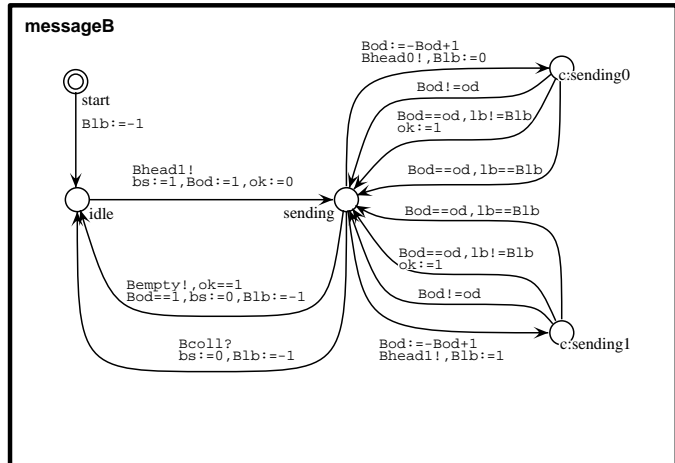 messageB
start
Blb:=-1
Bhead1!
bs:=1,Bod:=1,ok:=0
idle
sending
Bod:=-Bod+1
Bhead0!,Blb:=0
c:sending0
Bod!=od
Bod==od,lb!=Blb
ok:=1
Bod==od,lb==Blb
Bod==od,lb==Blb
Bod==od,lb!=Blb
ok:=1
Bod!=od
Bod:=-Bod+1
Bhead1!,Blb:=1
c:sending1
Bempty!,ok==1
Bod==1,bs:=0,Blb:=-1
Bcoll?
bs:=0,Blb:=-1